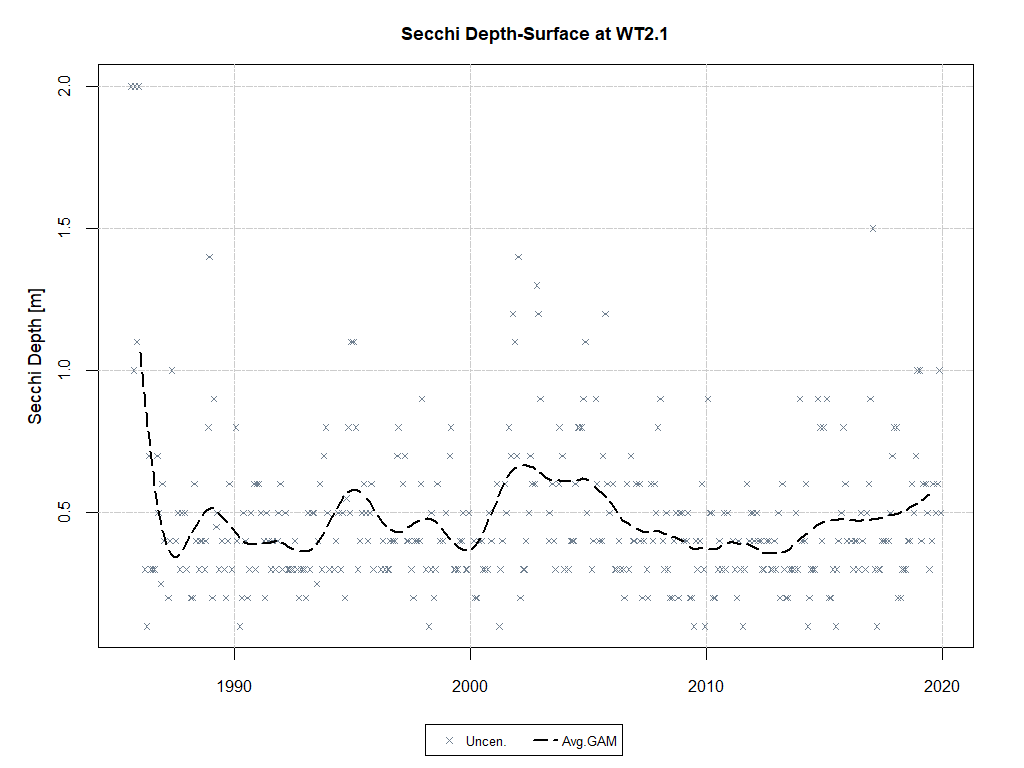 Secchi Depth-Surface at WT2.1
Secchi Depth [m]
2.0
1.5
1.0
0.5
1990 2000 2010 2020
Uncen. Avg.GAM